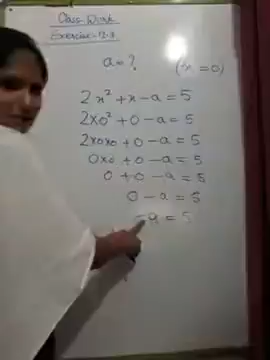 Class Work
Exercise-12.3
a = ?
(x = 0)
2x² + x - a = 5
2x0² + 0 - a = 5
2x0x0 + 0 - a = 5
0x0 + 0 - a = 5
0 + 0 - a = 5
0 - a = 5
-a = 5